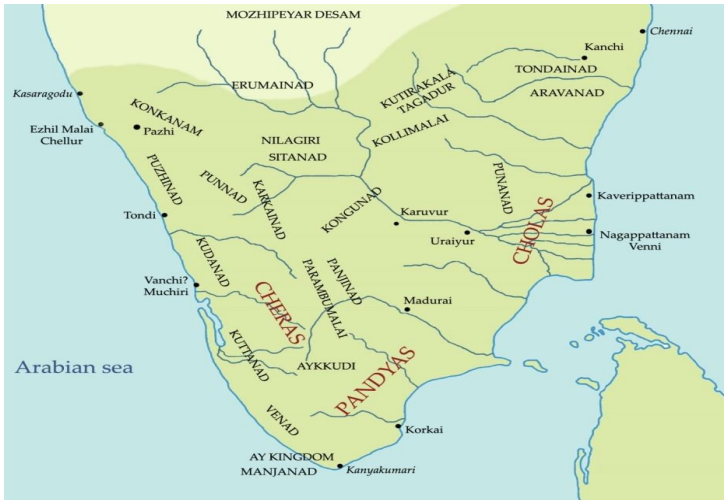 MOZHIPEYAR DESAM
Chennai
Kanchi
TONDAINAD
ERUMAINAD
KUTIRAKALA
TAGADUR
ARAVANAD
Kasaragodu
KONKANAM
Ezhil Malai
Chellur
Pazhi
KOLLIMALAI
NILAGIRI
SITANAD
PUZHINAD
PUNNAD
KARKAINAD
PUNANAD
KONGUNAD
Kaverippattanam
Tondi
Karuvur
Uraiyur
CHOLAS
Nagappattanam
Venni
KUDANAD
PANJINAD
PARAMBUMALAI
Vanchi?
Muchiri
CHERAS
Madurai
KUTTANAD
AYKKUDI
Arabian sea
PANDYAS
VENAD
Korkai
AY KINGDOM
MANJANAD
Kanyakumari